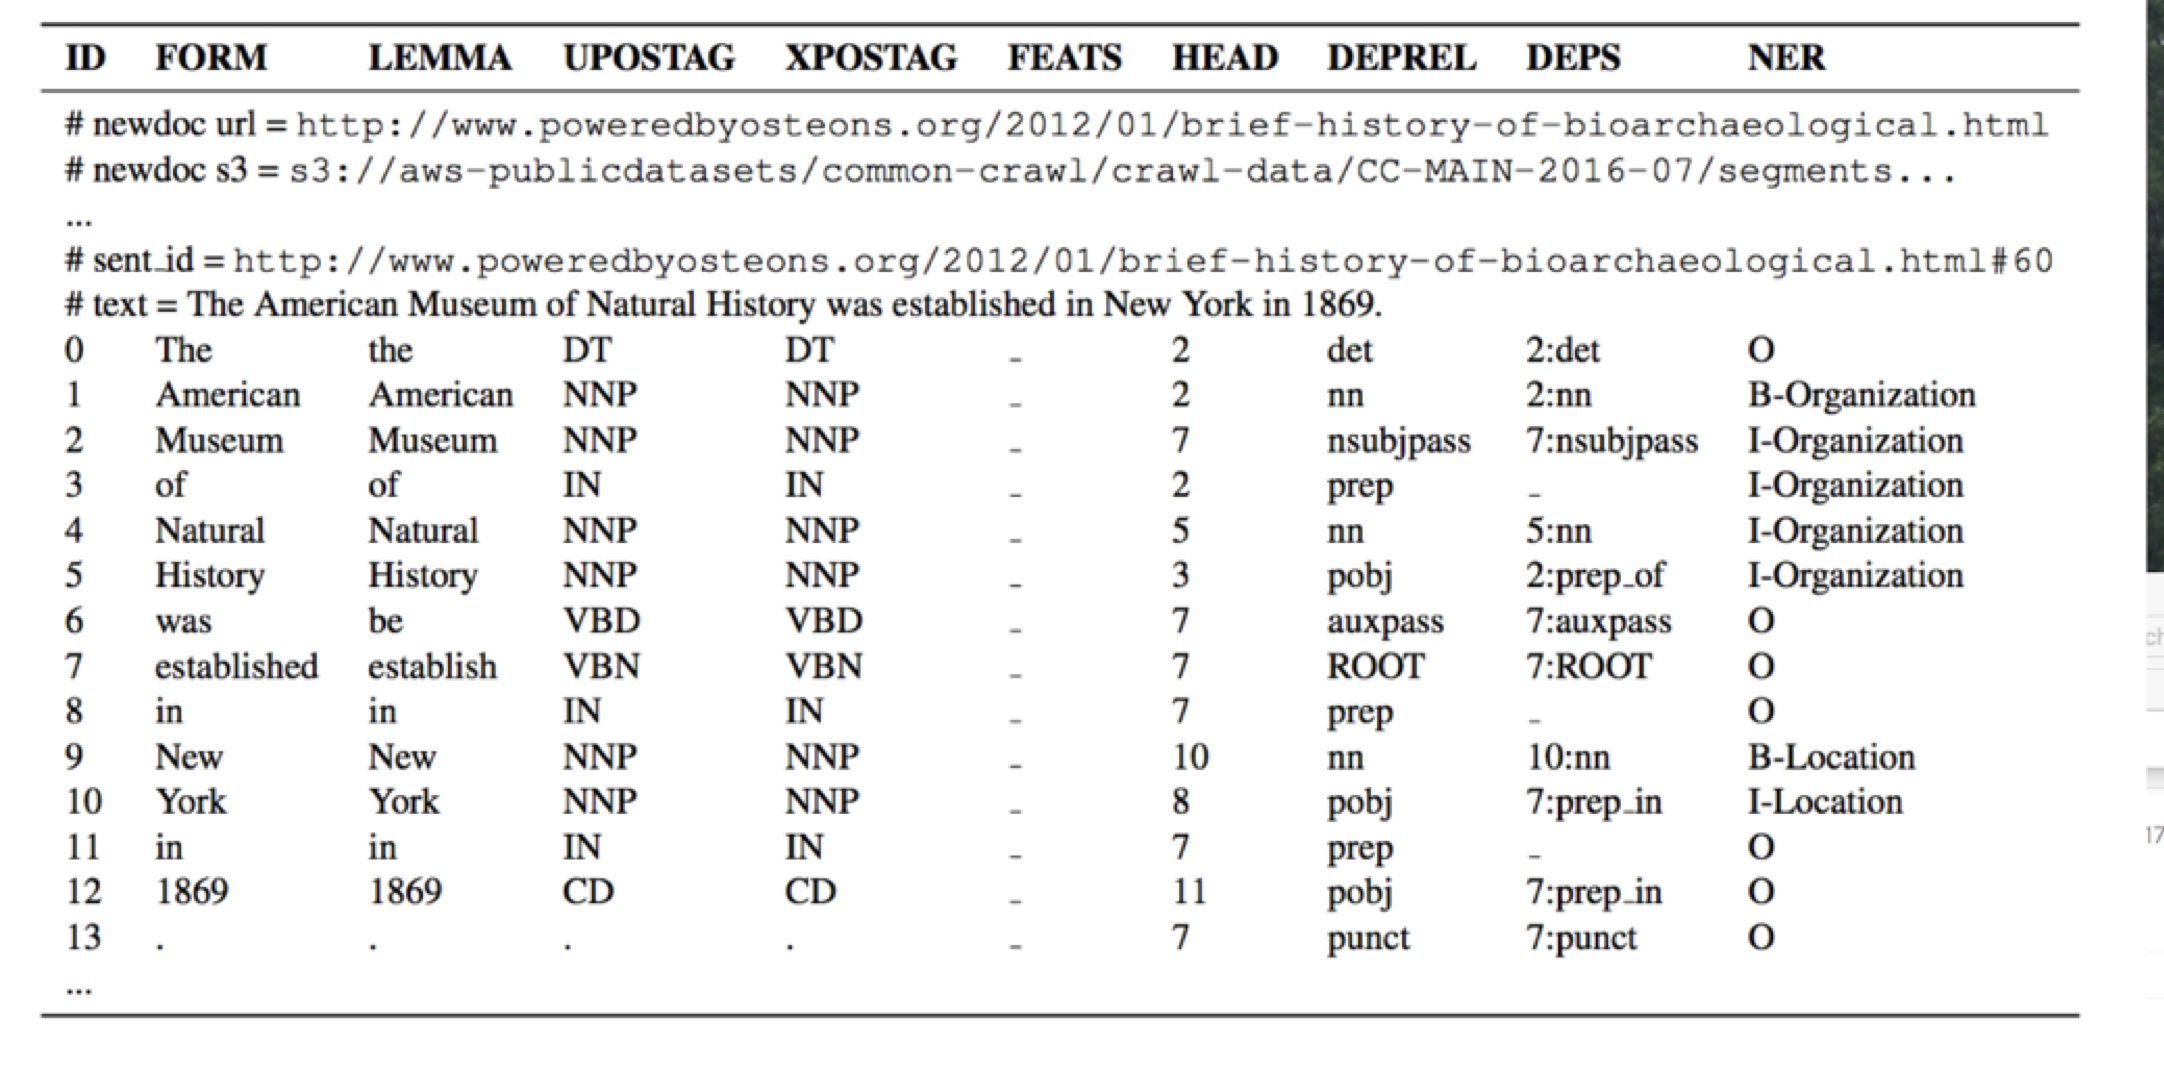 ID FORM LEMMA UPOSTAG XPOSTAG FEATS HEAD DEPREL DEPS NER
# newdoc url = http://www.poweredbyosteons.org/2012/01/brief-history-of-bioarchaeological.html
# newdoc s3 = s3://aws-publicdatasets/common-crawl/crawl-data/CC-MAIN-2016-07/segments...
...
# sent_id = http://www.poweredbyosteons.org/2012/01/brief-history-of-bioarchaeological.html#60
# text = The American Museum of Natural History was established in New York in 1869.
0 The the DT DT _ 2 det 2:det O
1 American American NNP NNP _ 2 nn 2:nn B-Organization
2 Museum Museum NNP NNP _ 7 nsubjpass 7:nsubjpass I-Organization
3 of of IN IN _ 2 prep _ I-Organization
4 Natural Natural NNP NNP _ 5 nn 5:nn I-Organization
5 History History NNP NNP _ 3 pobj 2:prep_of I-Organization
6 was be VBD VBD _ 7 auxpass 7:auxpass O
7 established establish VBN VBN _ 7 ROOT 7:ROOT O
8 in in IN IN _ 7 prep _ O
9 New New NNP NNP _ 10 nn 10:nn B-Location
10 York York NNP NNP _ 8 pobj 7:prep_in I-Location
11 in in IN IN _ 7 prep _ O
12 1869 1869 CD CD _ 11 pobj 7:prep_in O
13 . . . . _ 7 punct 7:punct O
...
17